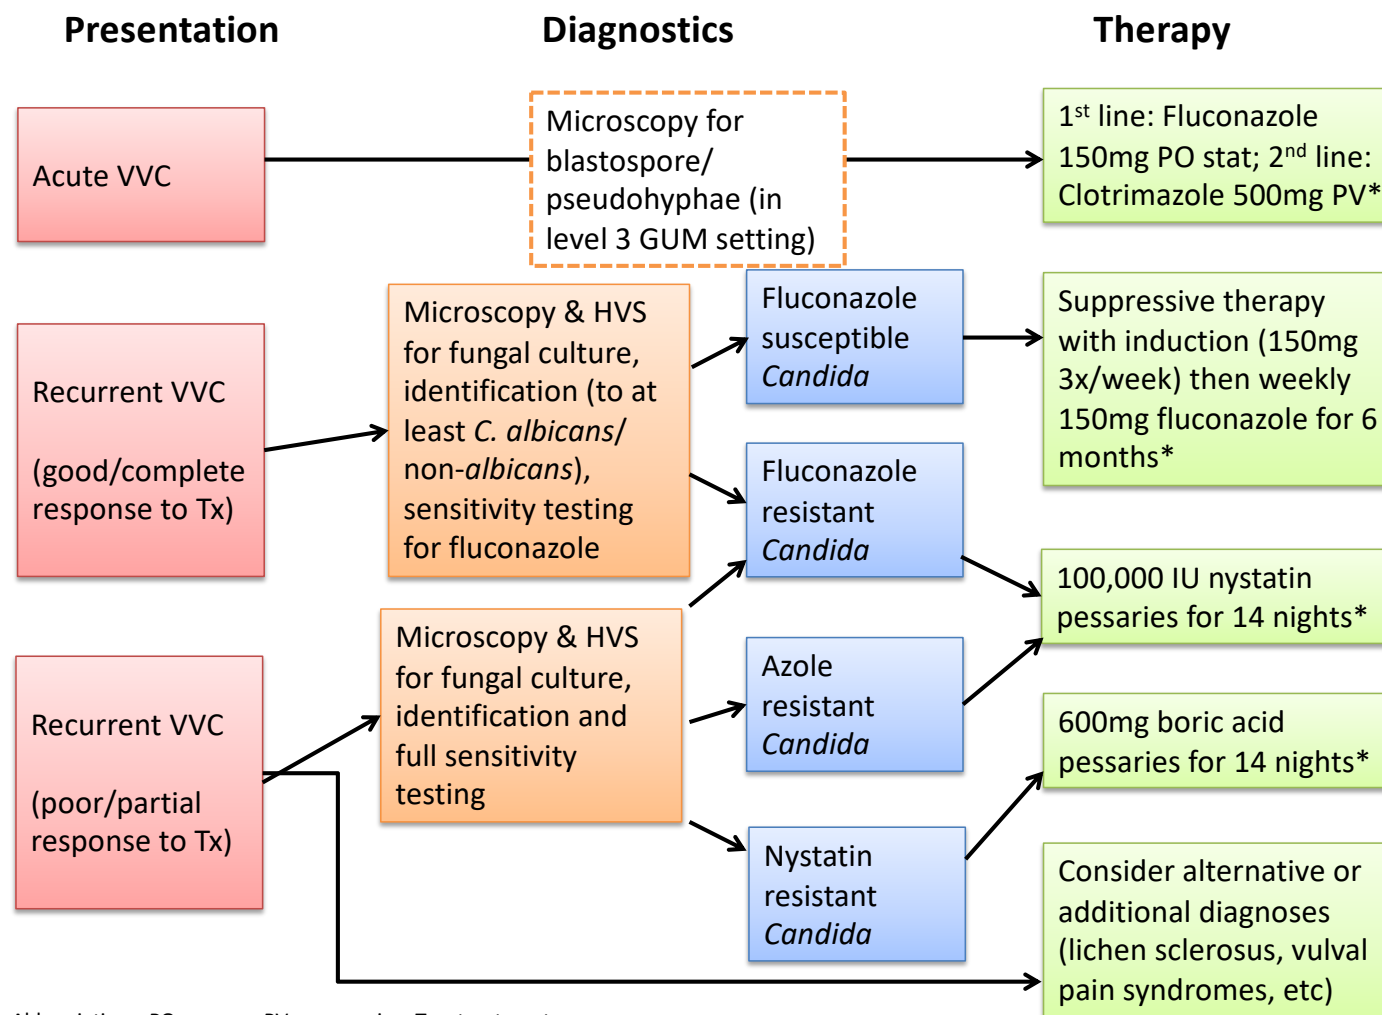 Presentation
Diagnostics
Therapy
Acute VVC
Microscopy for
blastospore/
pseudohyphae (in
level 3 GUM setting)
1st line: Fluconazole
150mg PO stat; 2nd line:
Clotrimazole 500mg PV*
Recurrent VVC
(good/complete
response to Tx)
Microscopy & HVS
for fungal culture,
identification (to at
least C. albicans/
non-albicans),
sensitivity testing
for fluconazole
Fluconazole
susceptible
Candida
Suppressive therapy
with induction (150mg
3x/week) then weekly
150mg fluconazole for 6
months*
Fluconazole
resistant
Candida
100,000 IU nystatin
pessaries for 14 nights*
Recurrent VVC
(poor/partial
response to Tx)
Microscopy & HVS
for fungal culture,
identification and
full sensitivity
testing
Azole
resistant
Candida
600mg boric acid
pessaries for 14 nights*
Nystatin
resistant
Candida
Consider alternative or
additional diagnoses
(lichen sclerosus, vulval
pain syndromes, etc)